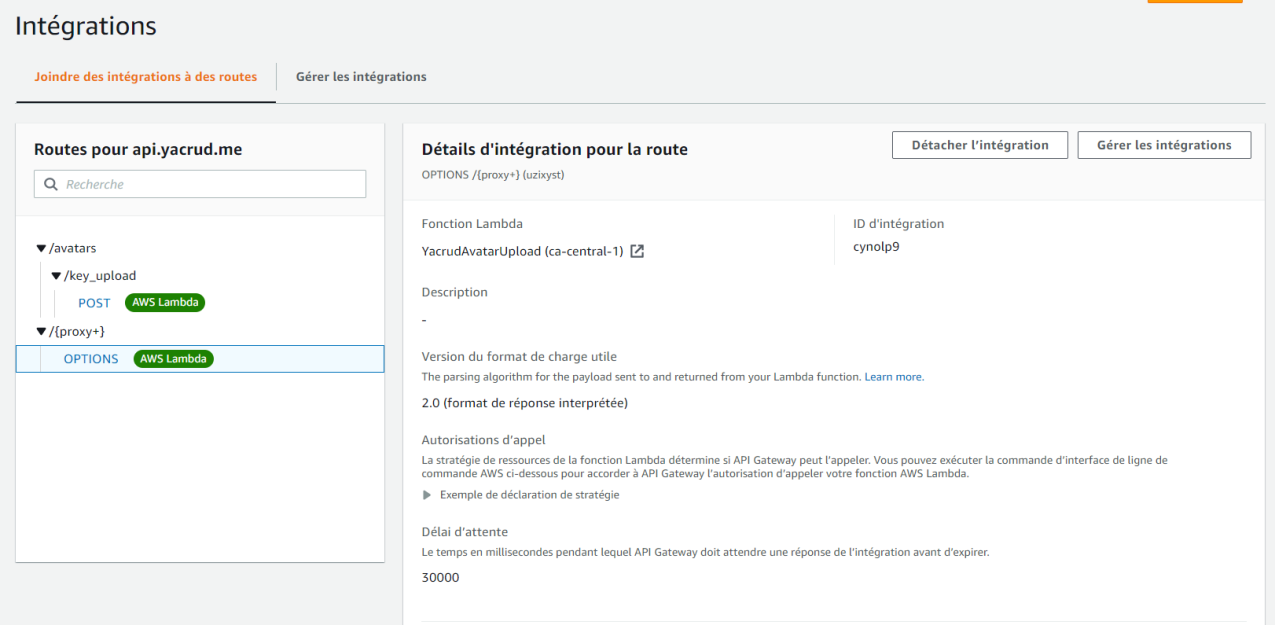 Intégrations
Joindre des intégrations à des routes
Gérer les intégrations
Routes pour api.yacrud.me
Recherche
/avatars
/key_upload
POST AWS Lambda
/{proxy+}
OPTIONS AWS Lambda
Détails d'intégration pour la route
Détacher l’intégration
Gérer les intégrations
OPTIONS /{proxy+} (uzixyst)
Fonction Lambda
YacrudAvatarUpload (ca-central-1)
ID d'intégration
cynolp9
Description
-
Version du format de charge utile
The parsing algorithm for the payload sent to and returned from your Lambda function. Learn more.
2.0 (format de réponse interprétée)
Autorisations d’appel
La stratégie de ressources de la fonction Lambda détermine si API Gateway peut l’appeler. Vous pouvez exécuter la commande d’interface de ligne de
commande AWS ci-dessous pour accorder à API Gateway l’autorisation d’appeler votre fonction AWS Lambda.
Exemple de déclaration de stratégie
Délai d’attente
Le temps en millisecondes pendant lequel API Gateway doit attendre une réponse de l’intégration avant d’expirer.
30000